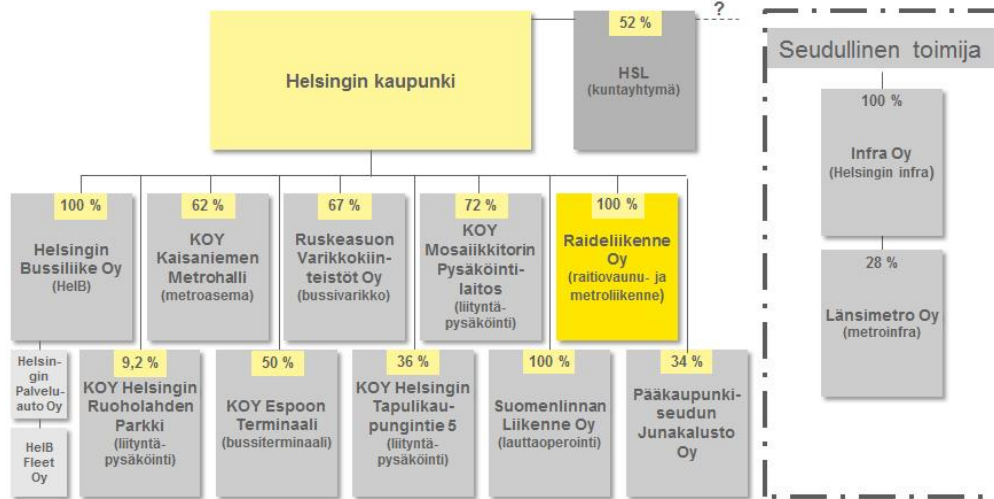 ?
52 %
HSL
(kuntayhtymä)
Helsingin kaupunki
Seudullinen toimija
100 %
Infra Oy
(Helsingin infra)
28 %
Länsimetro Oy
(metroinfra)
100 %
Helsingin
Bussiliike Oy
(HelB)
62 %
KOY
Kaisaniemen
Metrohalli
(metroasema)
67 %
Ruskeasuon
Varikkokiin-
teistöt Oy
(bussivarikko)
72 %
KOY
Mosaiikkitorin
Pysäköinti-
laitos
(liityntä-
pysäköinti)
100 %
Raideliikenne
Oy
(raitiovaunu- ja
metroliikenne)
Helsin-
gin
Palvelu-
auto Oy
HelB
Fleet
Oy
9,2 %
KOY Helsingin
Ruoholahden
Parkki
(liityntä-
pysäköinti)
50 %
KOY Espoon
Terminaali
(bussiterminaali)
36 %
KOY Helsingin
Tapulikau-
pungintie 5
(liityntä-
pysäköinti)
100 %
Suomenlinnan
Liikenne Oy
(lauttaoperointi)
34 %
Pääkaupunki-
seudun
Junakalusto
Oy